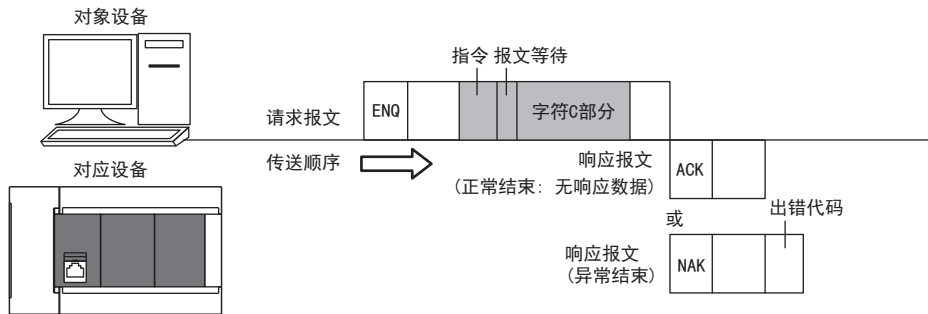 对象设备
指令 报文等待
请求报文
ENQ
字符C部分
传送顺序
对应设备
响应报文
(正常结束: 无响应数据)
ACK
或
出错代码
响应报文
(异常结束)
NAK